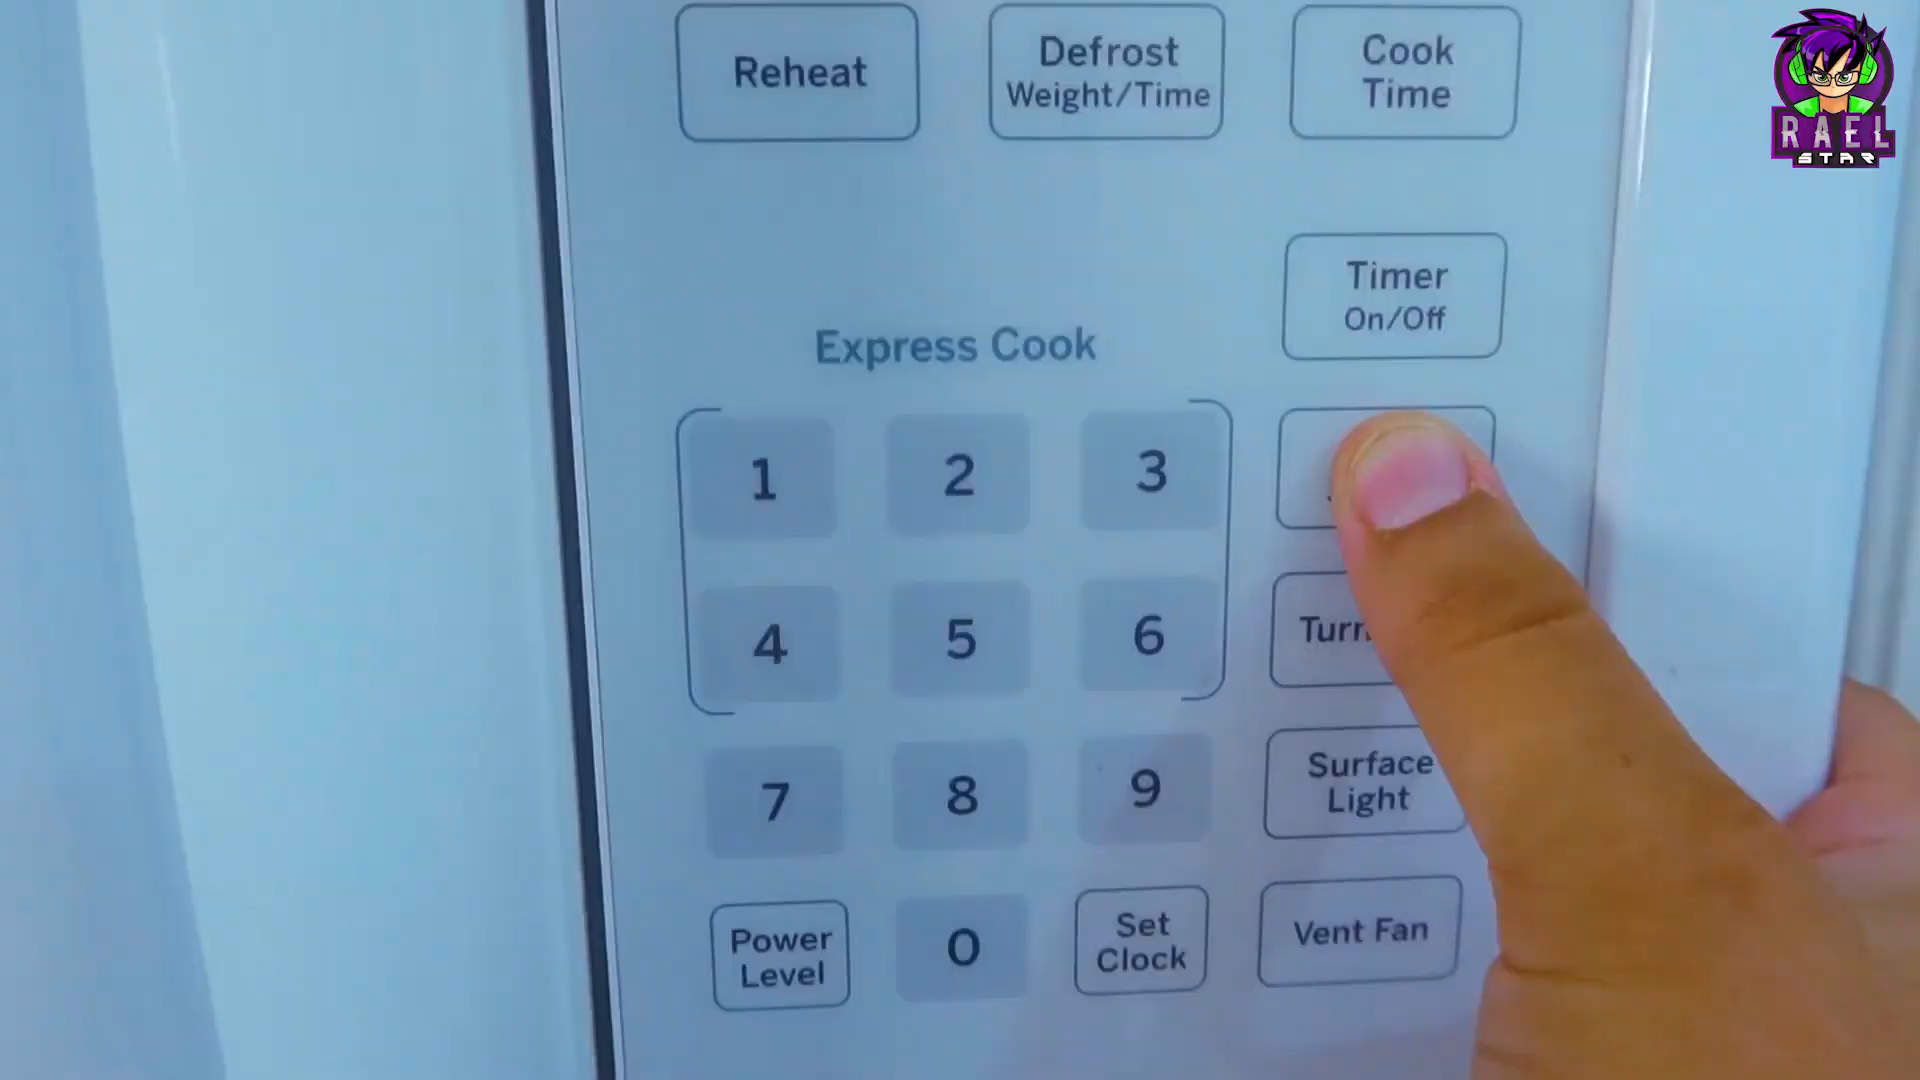 Reheat
Defrost
Weight/Time
Cook
Time
Timer
On/Off
Express Cook
1
2
3
4
5
6
7
8
9
Surface
Light
Power
Level
0
Set
Clock
Vent Fan
RAEL
STAR